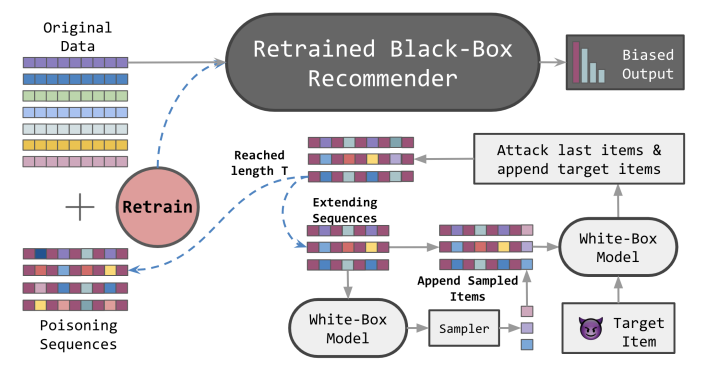 Original
Data
Retrained Black-Box
Recommender
Biased
Output
Reached
length T
Attack last items &
append target items
Retrain
Extending
Sequences
White-Box
Model
Append Sampled
Items
White-Box
Model
Sampler
Target
Item
Poisoning
Sequences